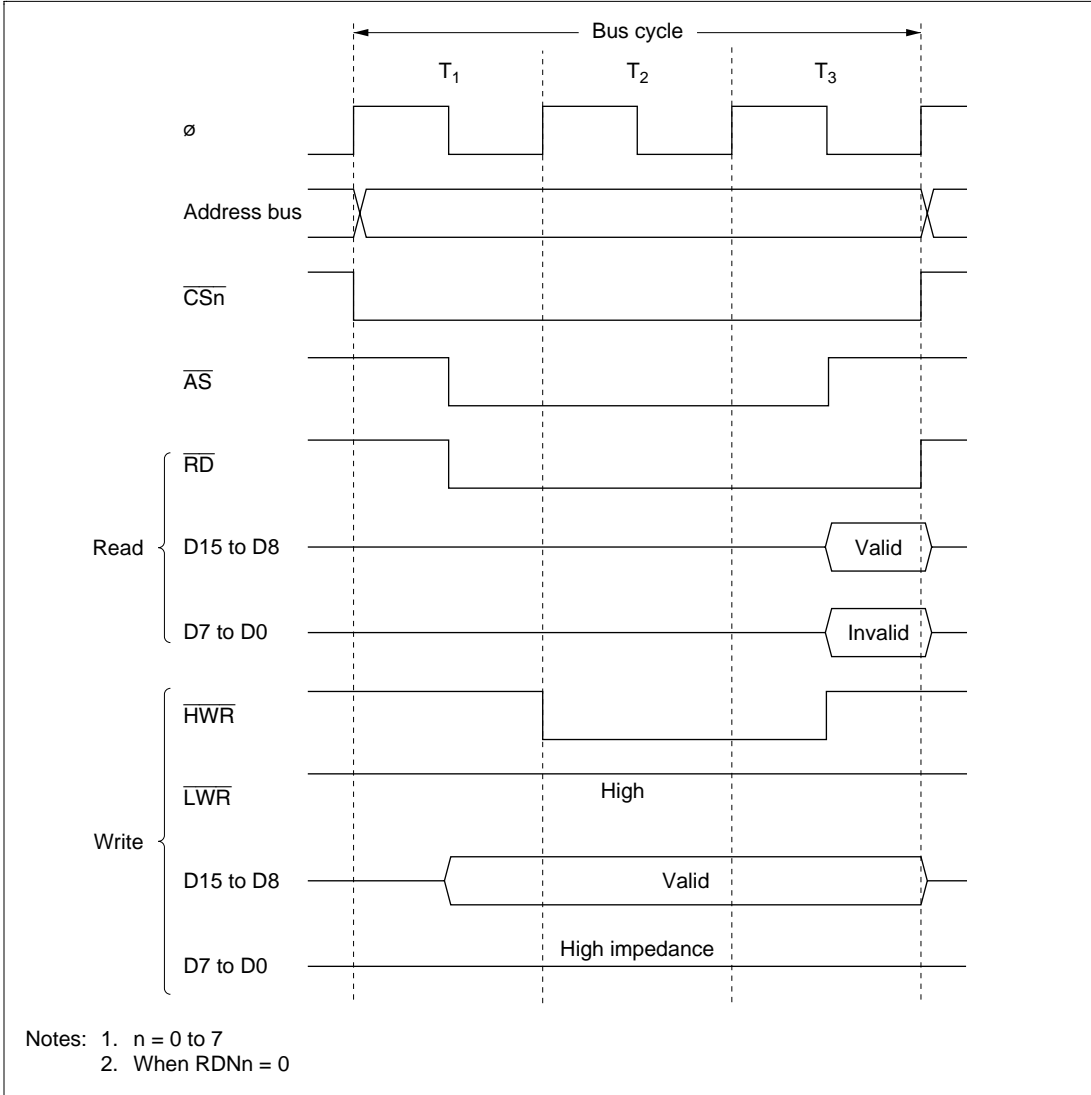 Bus cycle
T1 T2 T3
ø
Address bus
CSn
AS
RD
Read D15 to D8 Valid
D7 to D0 Invalid
HWR
LWR High
Write
D15 to D8 Valid
D7 to D0 High impedance
Notes: 1. n = 0 to 7
2. When RDNn = 0